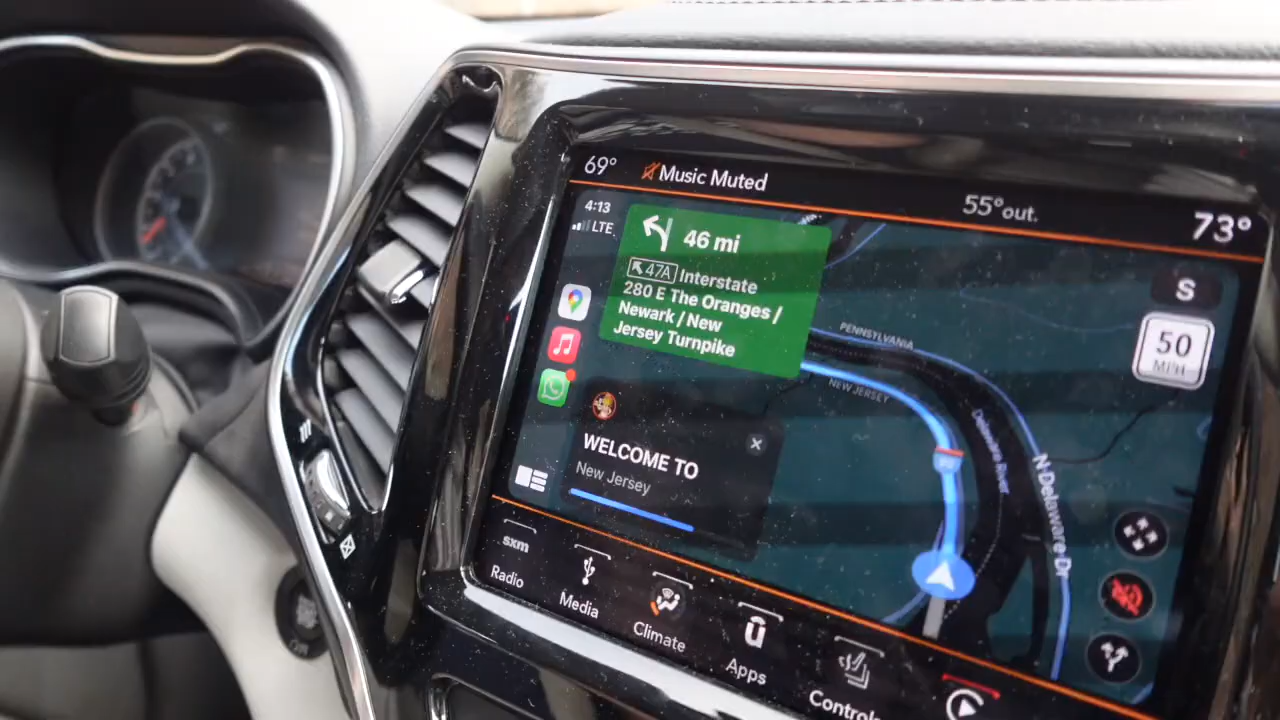 69°
Music Muted
55°out.
73°
4:13
LTE
46 mi
47A Interstate
280 E The Oranges /
Newark / New
Jersey Turnpike
S
50
MPH
PENNSYLVANIA
NEW JERSEY
Delaware River
N Delaware Dr
WELCOME TO
New Jersey
sxm
Radio
Media
Climate
Apps
Controls